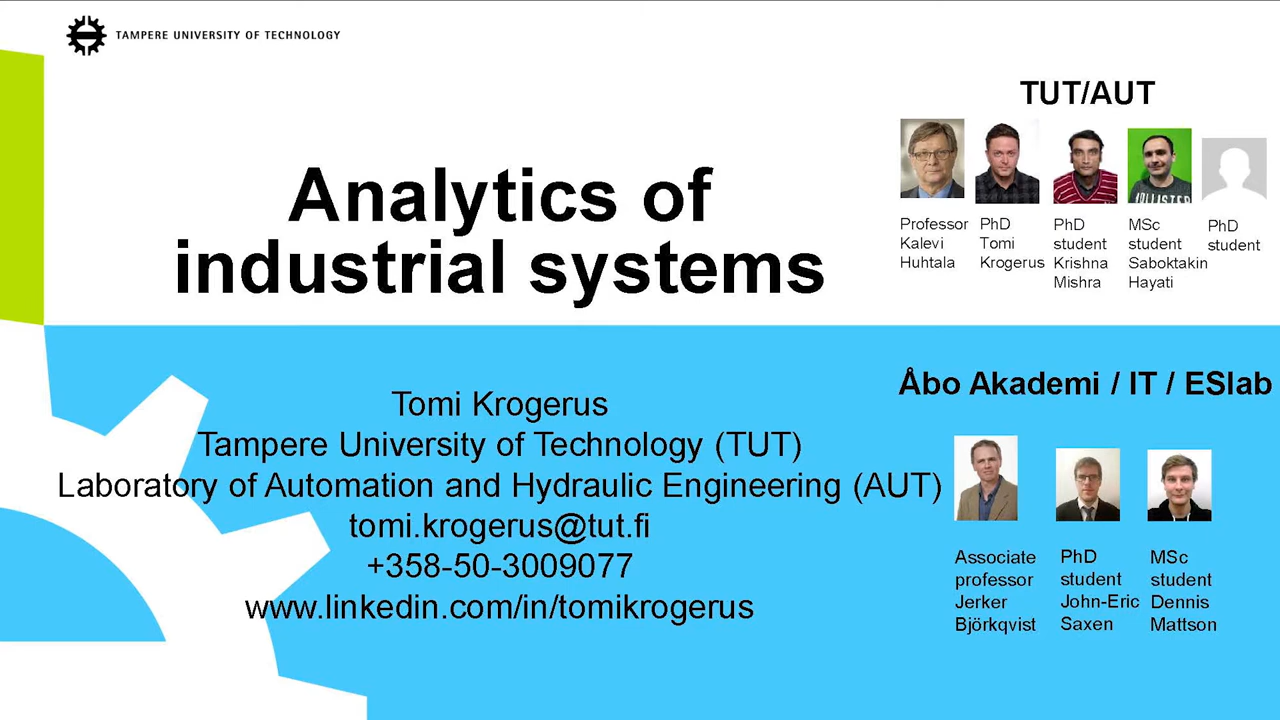 TAMPERE UNIVERSITY OF TECHNOLOGY
Analytics of
industrial systems
TUT/AUT
Professor
Kalevi
Huhtala
PhD
Tomi
Krogerus
PhD
student
Krishna
Mishra
MSc
student
Saboktakin
Hayati
PhD
student
Tomi Krogerus
Tampere University of Technology (TUT)
Laboratory of Automation and Hydraulic Engineering (AUT)
tomi.krogerus@tut.fi
+358-50-3009077
www.linkedin.com/in/tomikrogerus
Åbo Akademi / IT / ESlab
Associate
professor
Jerker
Björkqvist
PhD
student
John-Eric
Saxen
MSc
student
Dennis
Mattson